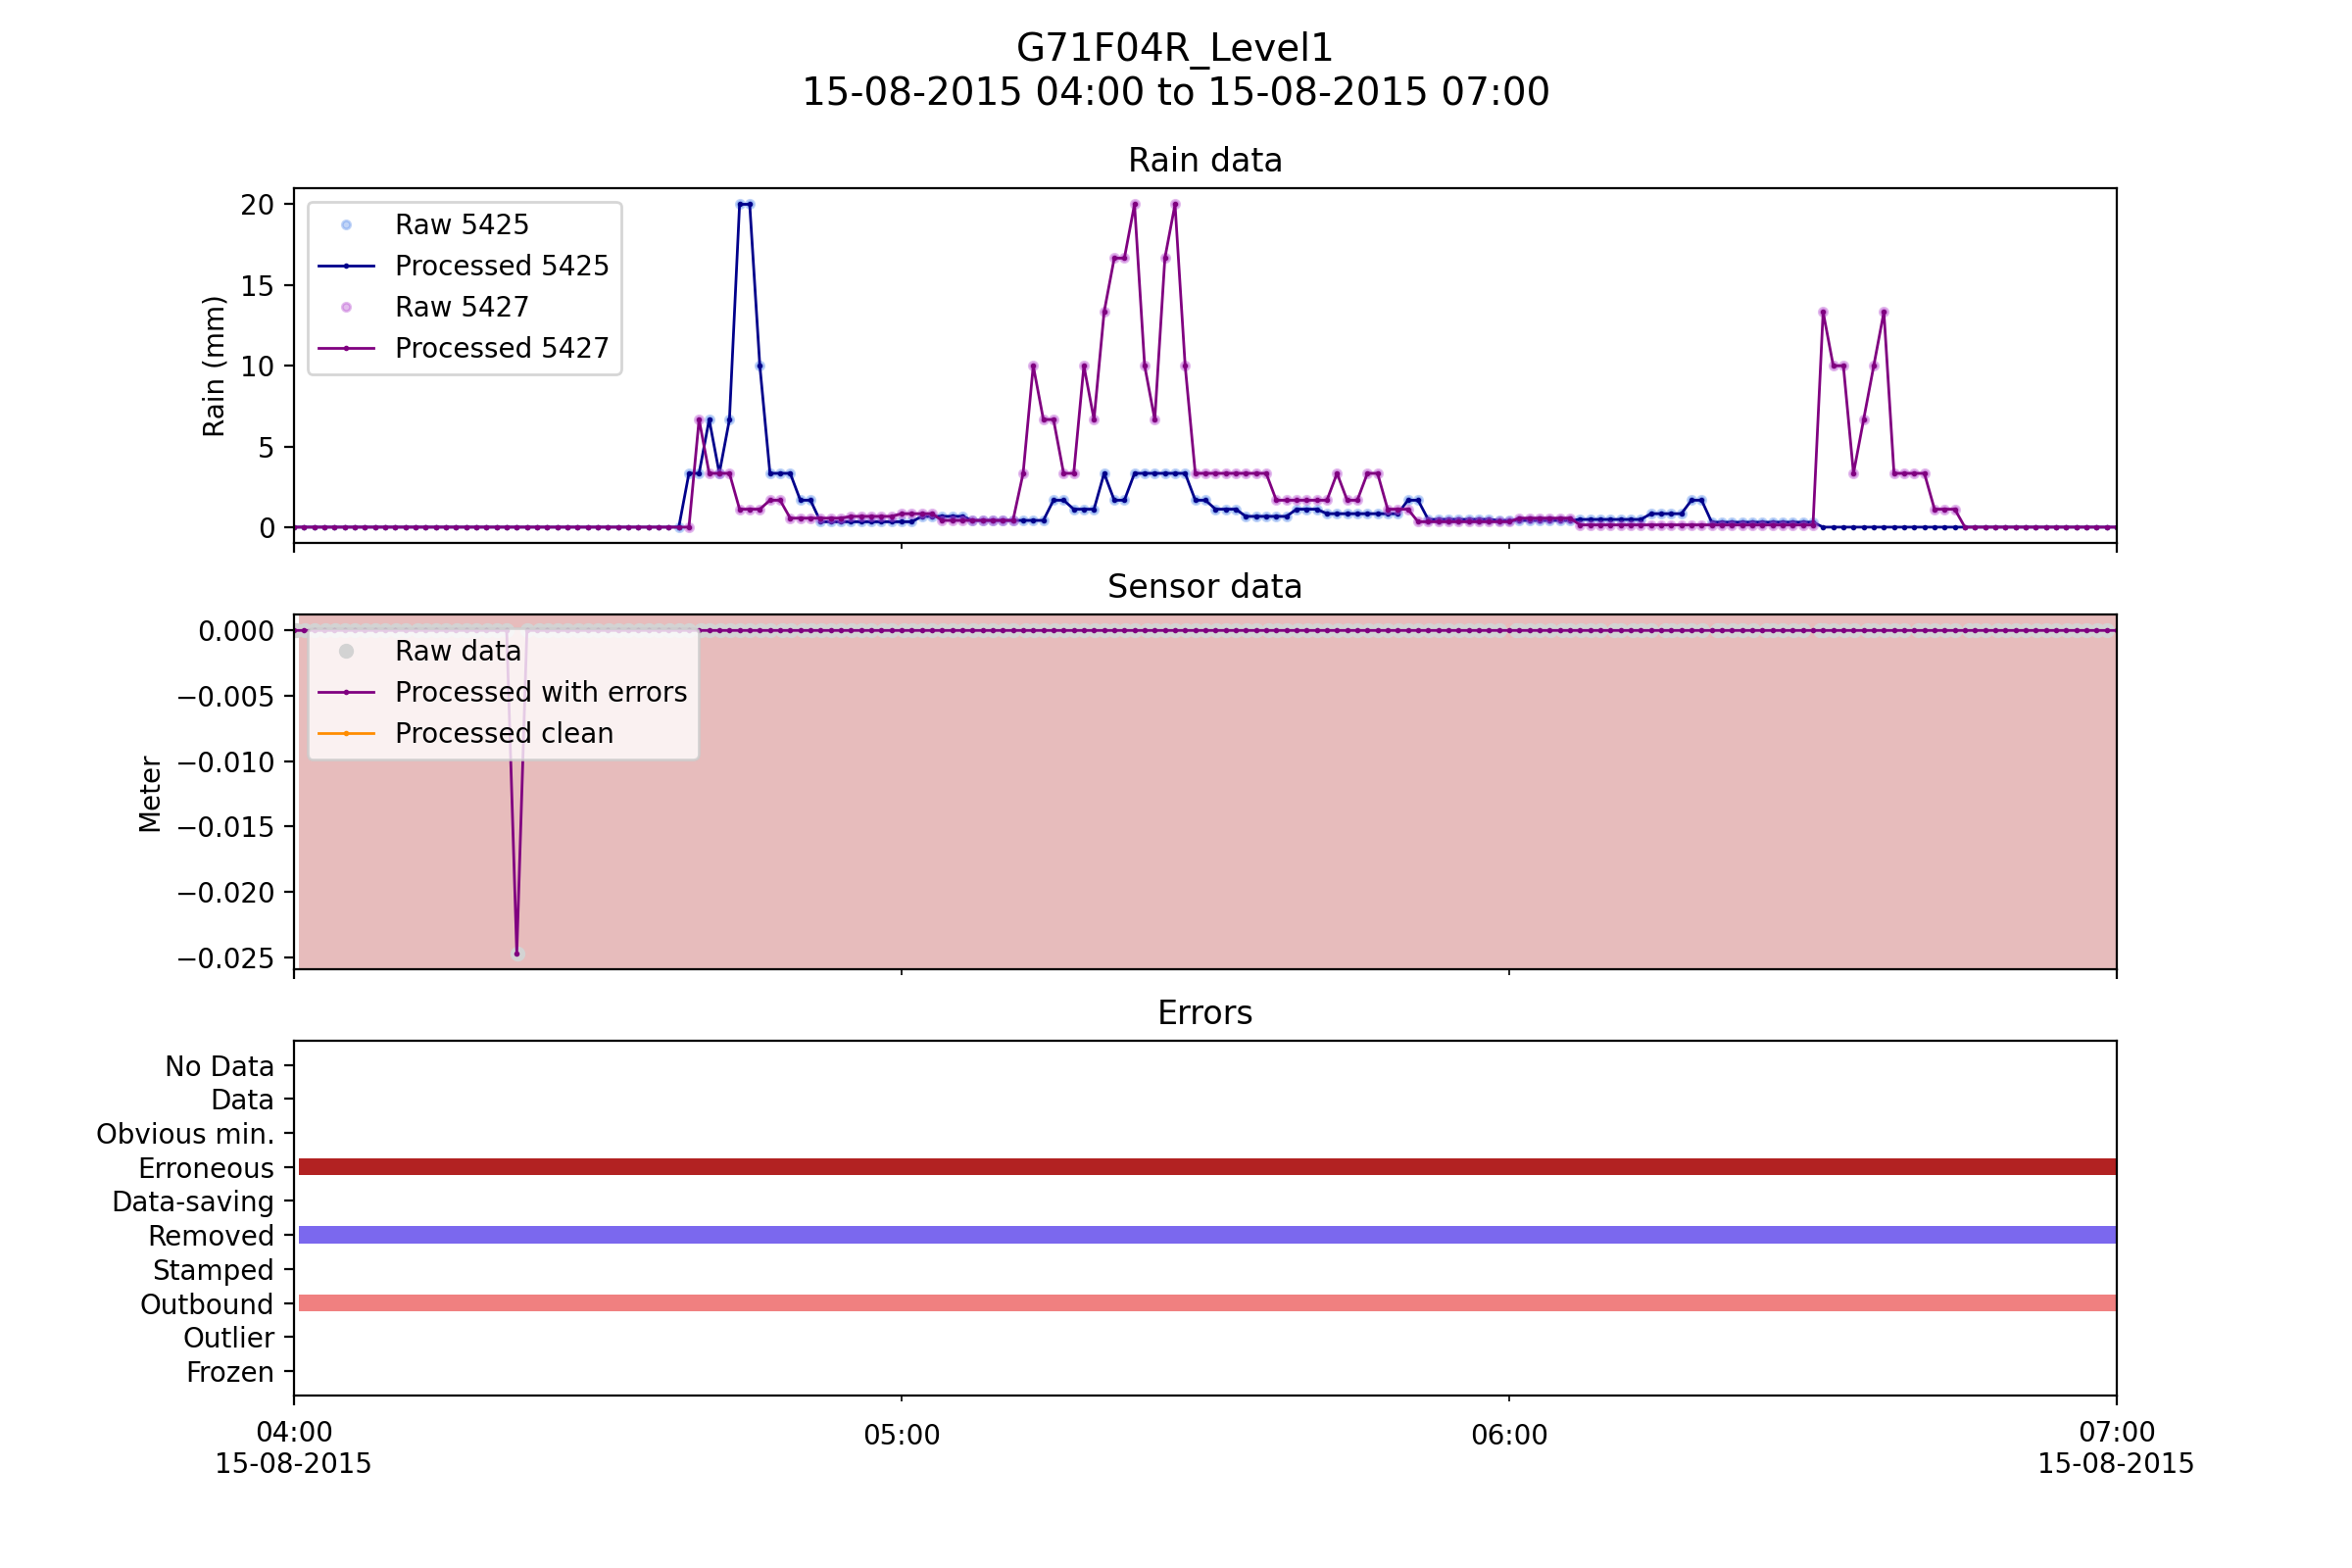 G71F04R_Level1
15-08-2015 04:00 to 15-08-2015 07:00
Rain data
20
15
10
5
0
Rain (mm)
Raw 5425
Processed 5425
Raw 5427
Processed 5427
Sensor data
0.000
−0.005
−0.010
−0.015
−0.020
−0.025
Meter
Raw data
Processed with errors
Processed clean
Errors
No Data
Data
Obvious min.
Erroneous
Data-saving
Removed
Stamped
Outbound
Outlier
Frozen
04:00
15-08-2015
05:00
06:00
07:00
15-08-2015